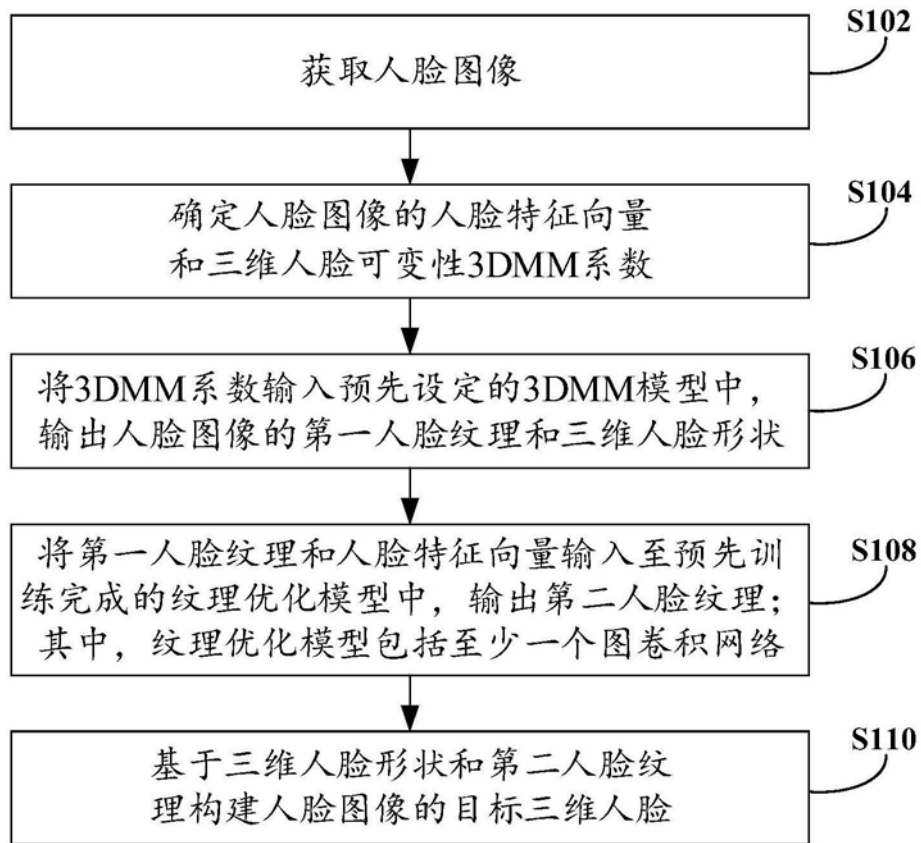 S102
获取人脸图像
S104
确定人脸图像的人脸特征向量
和三维人脸可变性3DMM系数
S106
将3DMM系数输入预先设定的3DMM模型中，
输出人脸图像的第一人脸纹理和三维人脸形状
S108
将第一人脸纹理和人脸特征向量输入至预先训
练完成的纹理优化模型中，输出第二人脸纹理；
其中，纹理优化模型包括至少一个图卷积网络
S110
基于三维人脸形状和第二人脸纹
理构建人脸图像的目标三维人脸